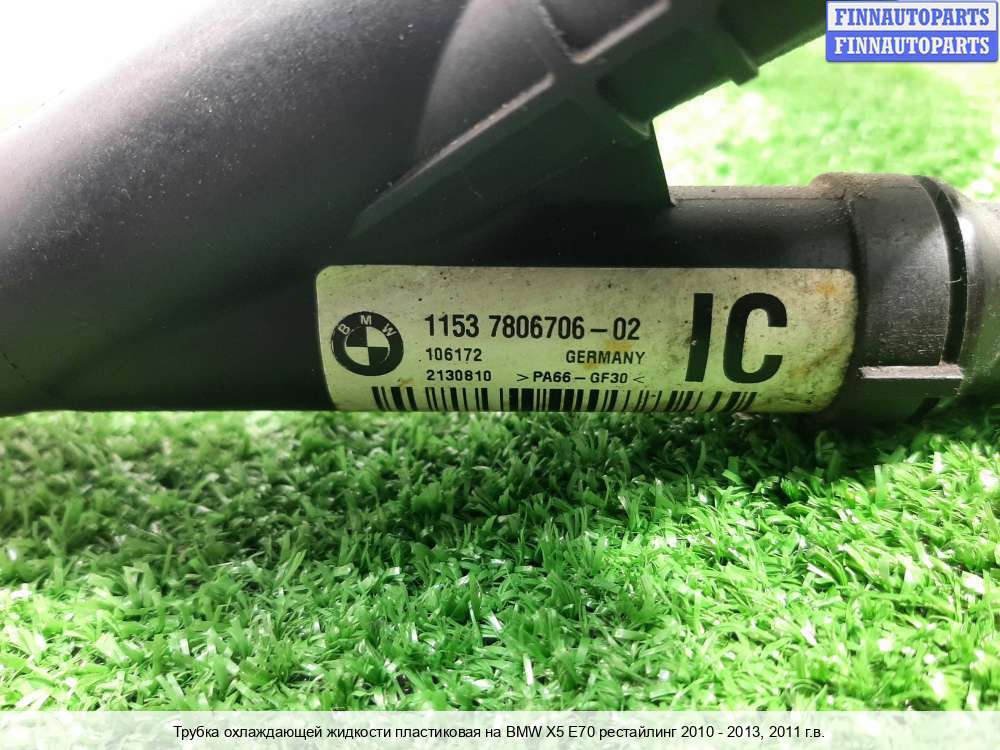 FINNAUTOPARTS
FINNAUTOPARTS
BMW
1153 7806706-02
IC
106172 GERMANY
2130810 >PA66-GF30<
Трубка охлаждающей жидкости пластиковая на BMW X5 E70 рестайлинг 2010 - 2013, 2011 г.в.